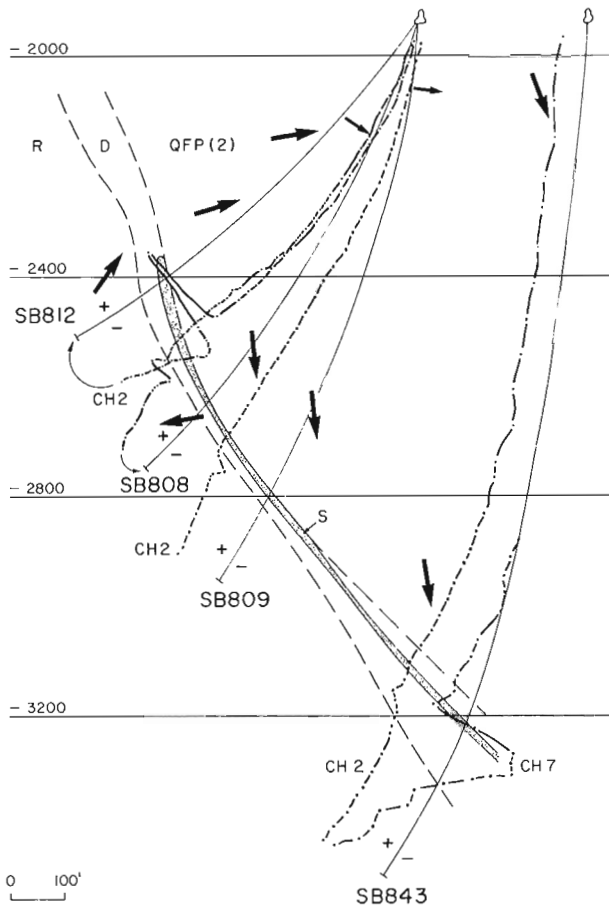 - 2000
R D QFP (2)
- 2400
+
-
SB812
CH2
+
-
SB808
- 2800
S
CH2
+
-
SB809
- 3200
CH 2
CH 7
+
-
0 100'
SB843